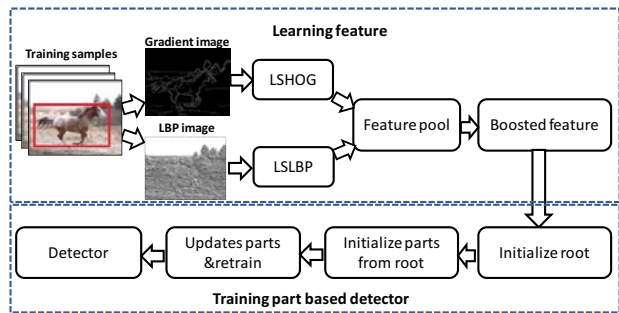 Learning feature
Training samples
Gradient image
LSHOG
LBP image
LSLBP
Feature pool
Boosted feature
Detector
Updates parts
&retrain
Initialize parts
from root
Initialize root
Training part based detector